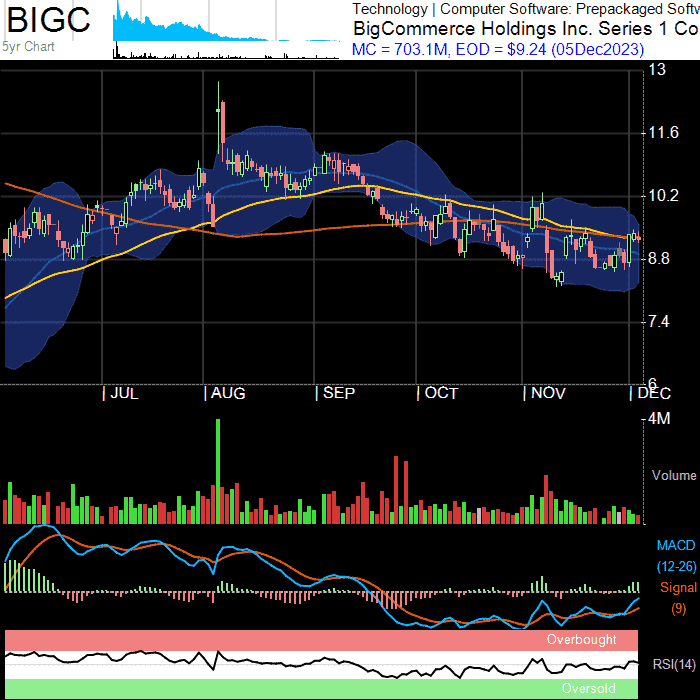 BIGC
5yr Chart
Technology | Computer Software: Prepackaged Softw
BigCommerce Holdings Inc. Series 1 Co
MC = 703.1M, EOD = $9.24 (05Dec2023)
13
11.6
10.2
8.8
7.4
6
JUL AUG SEP OCT NOV DEC
4M
Volume
MACD
(12-26)
Signal
(9)
Overbought
RSI(14)
Oversold